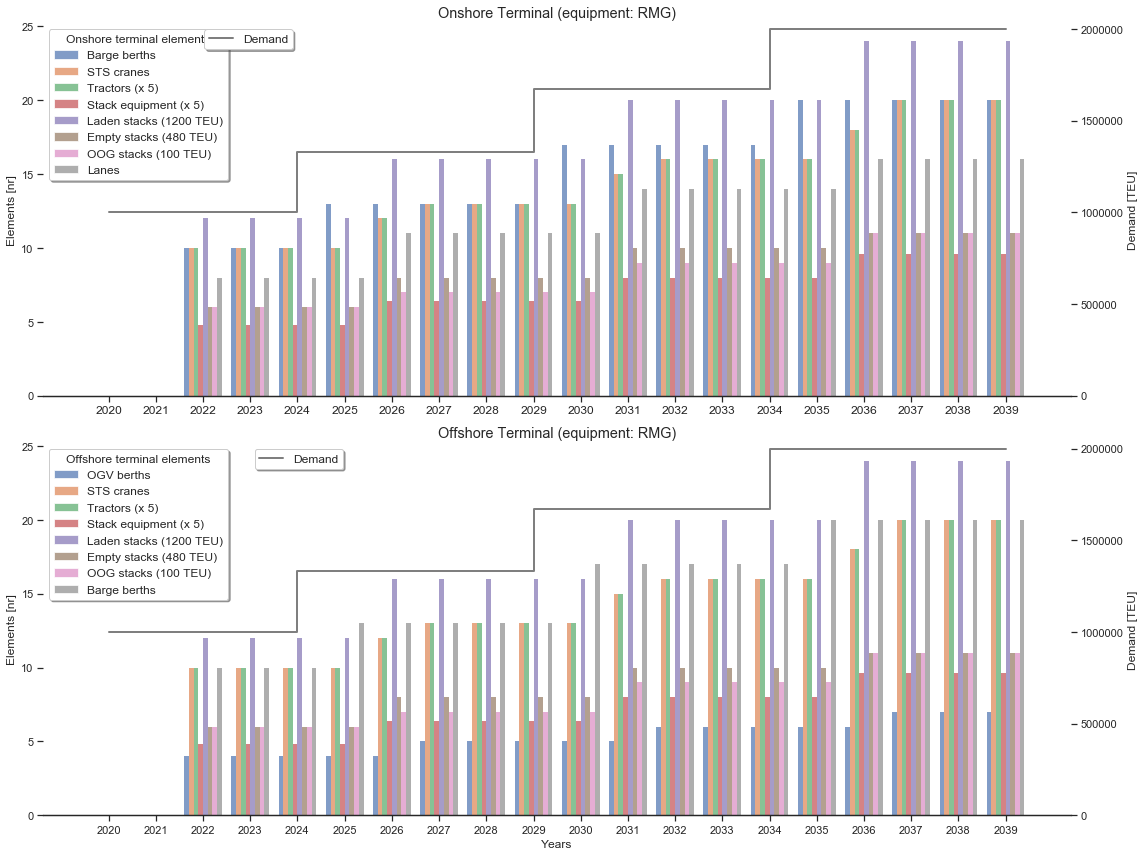 Onshore Terminal (equipment: RMG)
25
20
15
10
5
0
Elements [nr]
Onshore terminal element
Barge berths
STS cranes
Tractors (x 5)
Stack equipment (x 5)
Laden stacks (1200 TEU)
Empty stacks (480 TEU)
OOG stacks (100 TEU)
Lanes
Demand
2000000
1500000
1000000
500000
0
Demand [TEU]
2020 2021 2022 2023 2024 2025 2026 2027 2028 2029 2030 2031 2032 2033 2034 2035 2036 2037 2038 2039
Offshore Terminal (equipment: RMG)
25
20
15
10
5
0
Elements [nr]
Offshore terminal elements
OGV berths
STS cranes
Tractors (x 5)
Stack equipment (x 5)
Laden stacks (1200 TEU)
Empty stacks (480 TEU)
OOG stacks (100 TEU)
Barge berths
Demand
2000000
1500000
1000000
500000
0
Demand [TEU]
2020 2021 2022 2023 2024 2025 2026 2027 2028 2029 2030 2031 2032 2033 2034 2035 2036 2037 2038 2039
Years